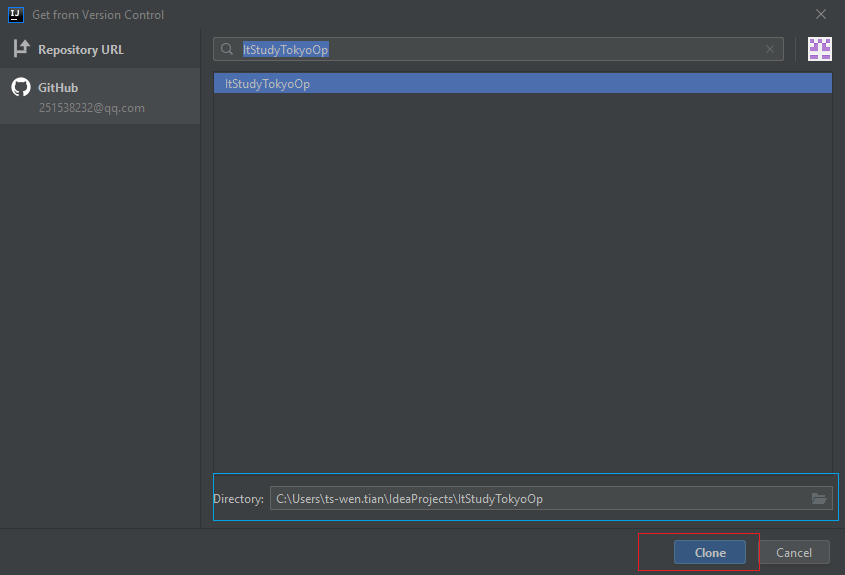 IJ
Get from Version Control
Repository URL
GitHub
251538232@qq.com
ItStudyTokyoOp
ItStudyTokyoOp
Directory: C:\Users\ts-wen.tian\IdeaProjects\ItStudyTokyoOp
Clone
Cancel